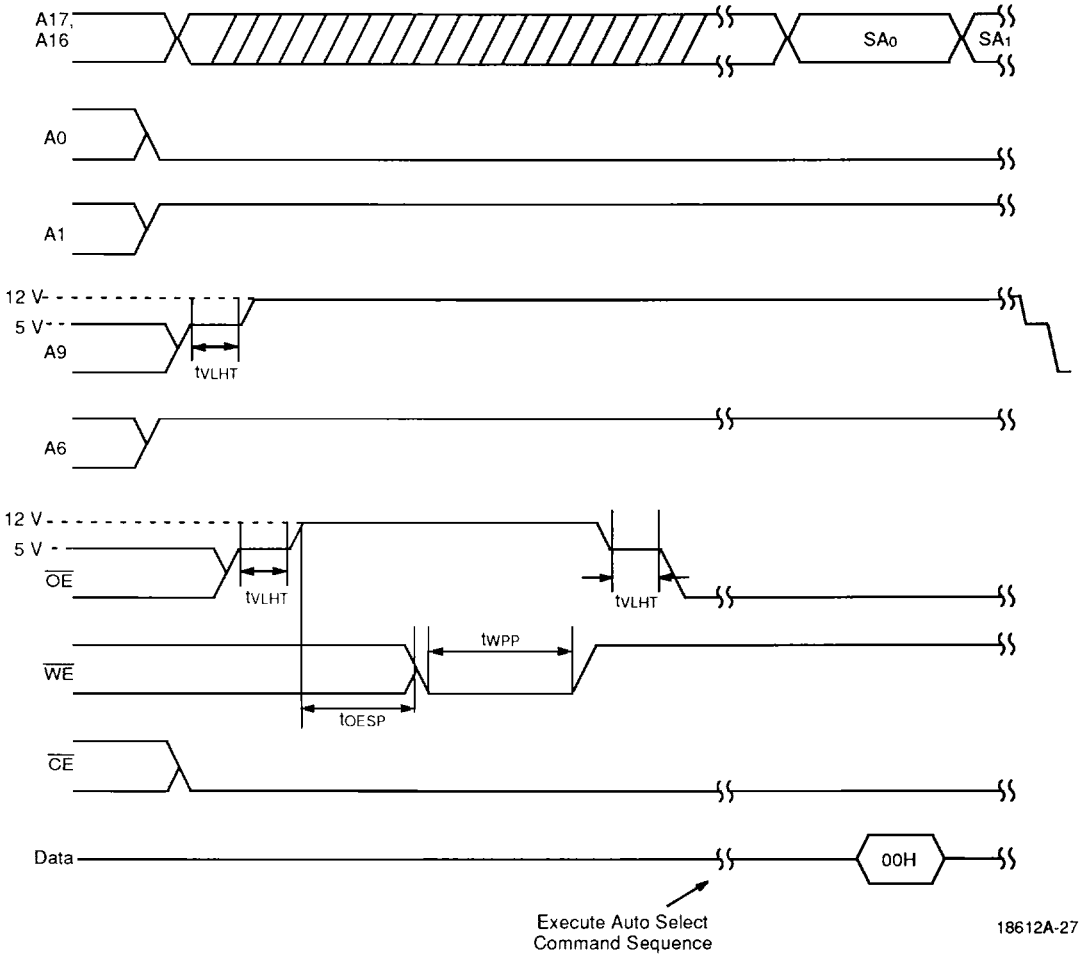 A17,
A16
SA0
SA1
A0
A1
12 V
5 V
A9
tVLHT
A6
12 V
5 V
OE
tVLHT
tVLHT
WE
tWPP
tOESP
CE
Data
00H
Execute Auto Select
Command Sequence
18612A-27